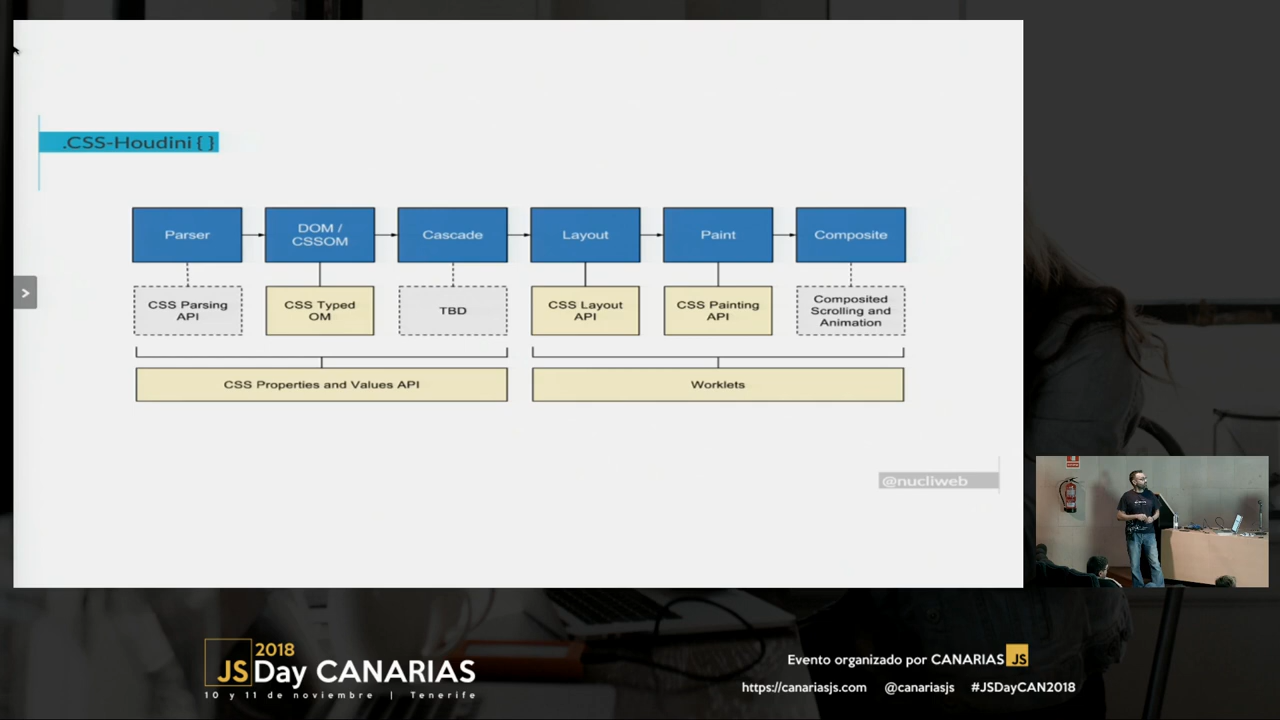 .CSS-Houdini { }
Parser
DOM /
CSSOM
Cascade
Layout
Paint
Composite
CSS Parsing
API
CSS Typed
OM
TBD
CSS Layout
API
CSS Painting
API
Composited
Scrolling and
Animation
CSS Properties and Values API
Worklets
@nucliweb
2018
JSDay CANARIAS
10 y 11 de noviembre | Tenerife
Evento organizado por CANARIAS JS
https://canariasjs.com @canariasjs #JSDayCAN2018